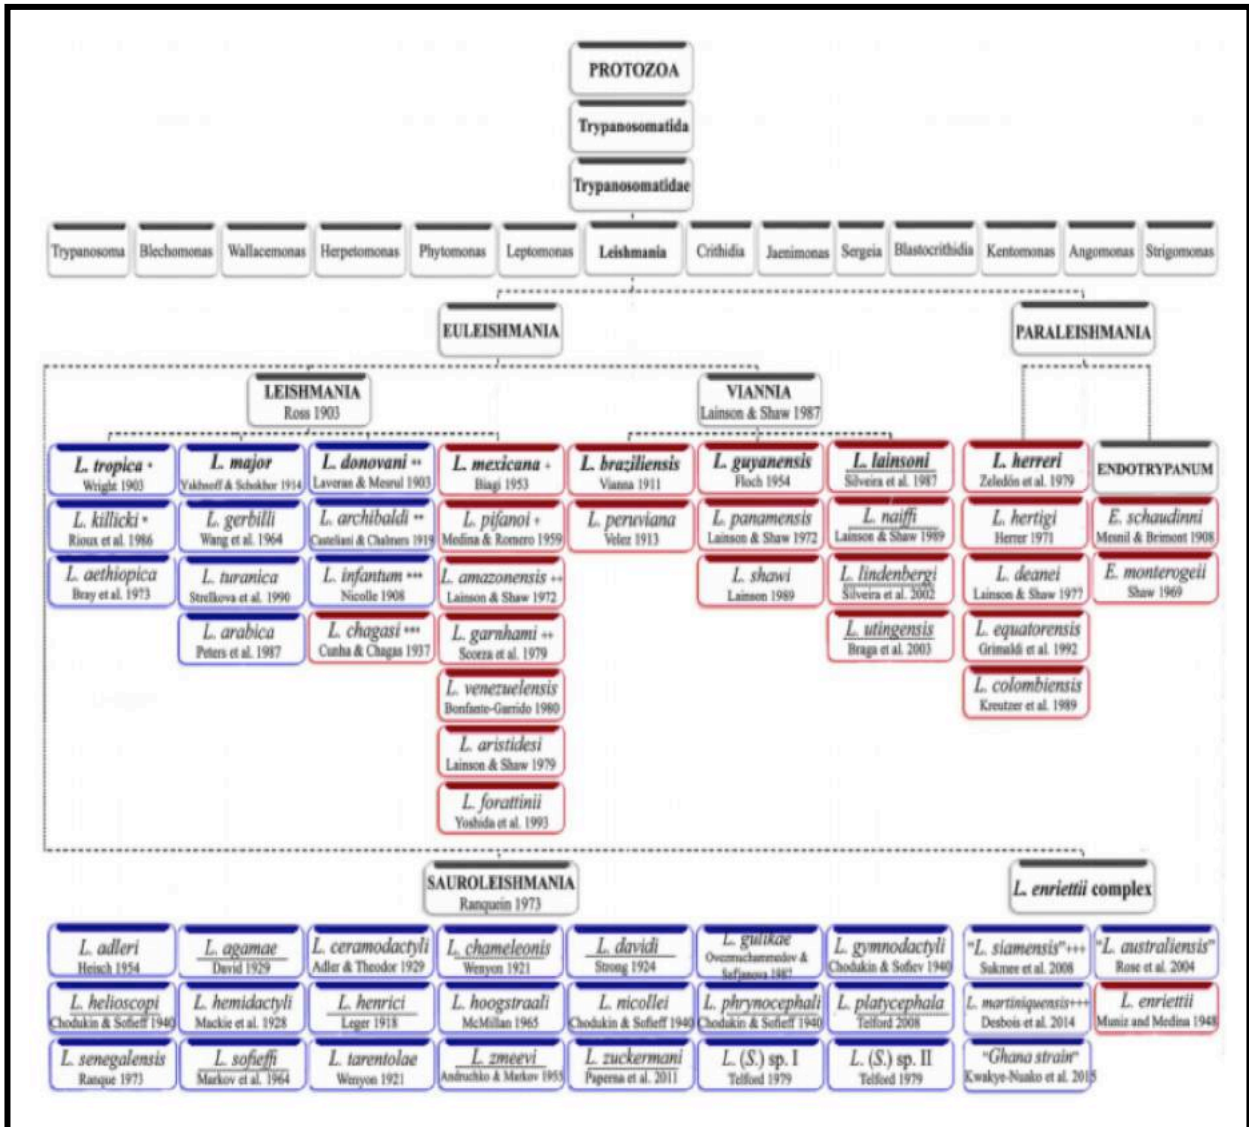 PROTOZOA
Trypanosomatida
Trypanosomatidae
Trypanosoma
Blechomonas
Wallacemonas
Herpetomonas
Phytomonas
Leptomonas
Leishmania
Crithidia
Jaenimonas
Sergeia
Blastocrithidia
Kentomonas
Angomonas
Strigomonas
EULEISHMANIA
PARALEISHMANIA
LEISHMANIA
Ross 1903
VIANNIA
Lainson & Shaw 1987
L. tropica *
Wright 1903
L. killicki *
Rioux et al. 1986
L. aethiopica
Bray et al. 1973
L. major
Yakhnoff & Schokhor 1914
L. gerbilli
Wang et al. 1964
L. turanica
Strelkova et al. 1990
L. arabica
Peters et al. 1987
L. donovani **
Laveran & Mesnil 1903
L. archibaldi **
Castellani & Chalmers 1919
L. infantum ***
Nicolle 1908
L. chagasi ***
Cunha & Chagas 1937
L. mexicana +
Biagi 1953
L. pifanoi +
Medina & Romero 1959
L. amazonensis ++
Lainson & Shaw 1972
L. garnhami ++
Scorza et al. 1979
L. venezuelensis
Bonfante-Garrido 1980
L. aristidesi
Lainson & Shaw 1979
L. forattinii
Yoshida et al. 1993
L. braziliensis
Vianna 1911
L. peruviana
Velez 1913
L. guyanensis
Floch 1954
L. panamensis
Lainson & Shaw 1972
L. shawi
Lainson 1989
L. lainsoni
Silveira et al. 1987
L. naiffi
Lainson & Shaw 1989
L. lindenbergi
Silveira et al. 2002
L. utingensis
Braga et al. 2003
L. herreri
Zeledón et al. 1979
L. hertigi
Herrer 1971
L. deanei
Lainson & Shaw 1977
L. equatorensis
Grimaldi et al. 1992
L. colombiensis
Kreutzer et al. 1989
ENDOTRYPANUM
E. schaudinni
Mesnil & Brimont 1908
E. monterogeii
Shaw 1969
SAUROLEISHMANIA
Ranquein 1973
L. enriettii complex
L. adleri
Heisch 1954
L. agamae
David 1929
L. ceramodactyli
Adler & Theodor 1929
L. chameleonis
Wenyon 1921
L. davidi
Strong 1924
L. gulikae
Ovezmuchammedov &
Safjanova 1987
L. gymnodactyli
Chodukin & Sofiev 1940
"L. siamensis"+++
Sukmee et al. 2008
"L. australiensis"
Rose et al. 2004
L. helioscopi
Chodukin & Sofieff 1940
L. hemidactyli
Mackie et al. 1928
L. henrici
Leger 1918
L. hoogstraali
McMillan 1965
L. nicollei
Chodukin & Sofieff 1940
L. phrynocephali
Chodukin & Sofieff 1940
L. platycephala
Telford 2008
L. martiniquensis+++
Desbois et al. 2014
L. enriettii
Muniz and Medina 1948
L. senegalensis
Ranque 1973
L. sofieffi
Markov et al. 1964
L. tarentolae
Wenyon 1921
L. zmeevi
Andruchko & Markov 1955
L. zuckermani
Paperna et al. 2011
L. (S.) sp. I
Telford 1979
L. (S.) sp. II
Telford 1979
"Ghana strain"
Kwakye-Nuako et al. 2015